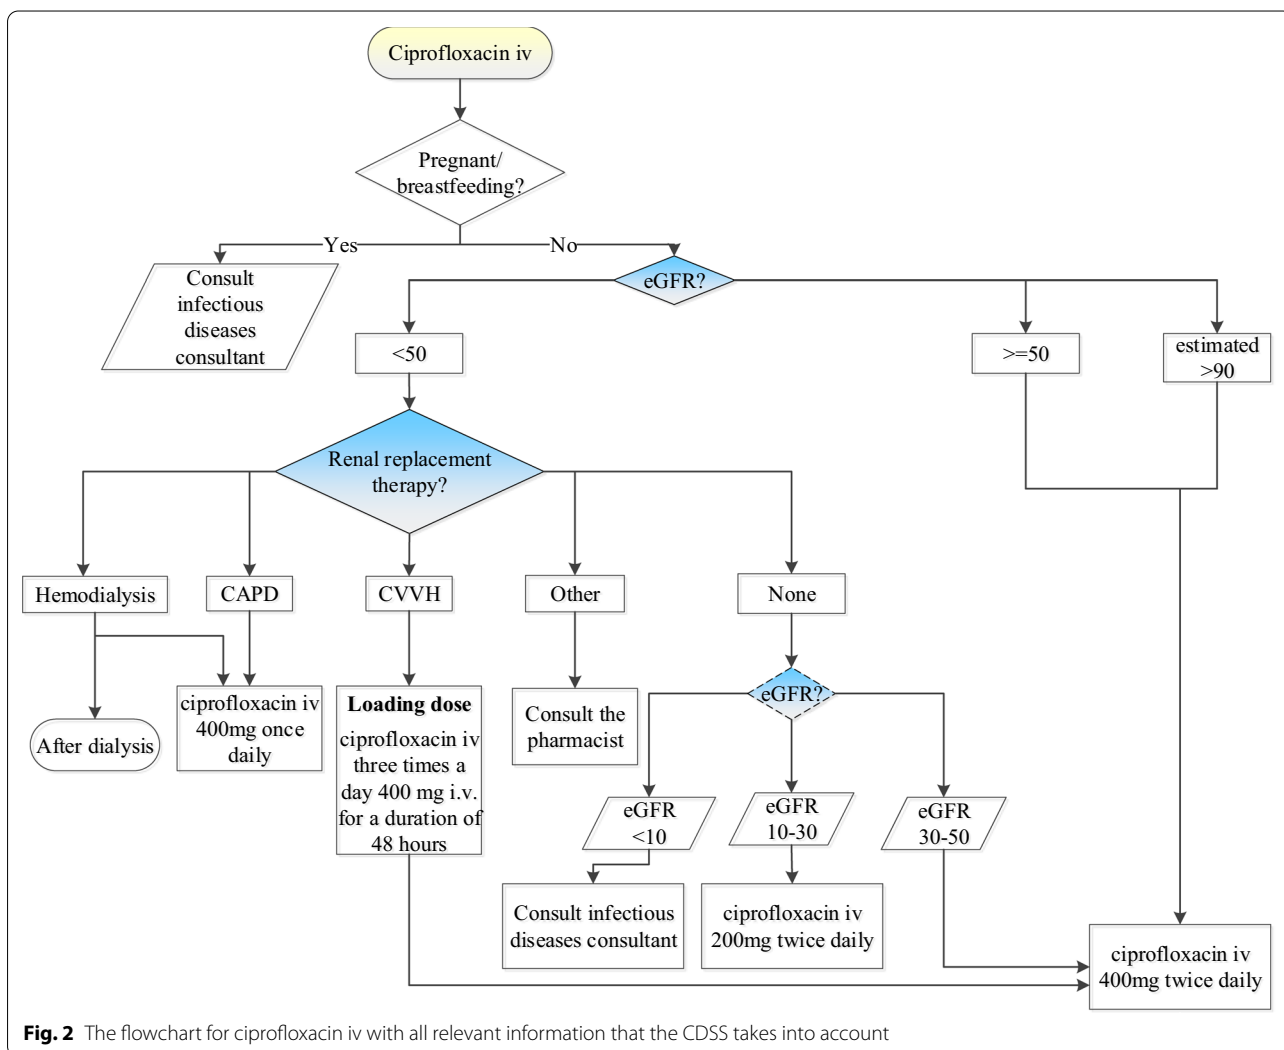 Ciprofloxacin iv
Pregnant/
breastfeeding?
Yes
No
Consult
infectious
diseases
consultant
eGFR?
<50
>=50
estimated
>90
Renal replacement
therapy?
Hemodialysis
CAPD
CVVH
Other
None
After dialysis
ciprofloxacin iv
400mg once
daily
Loading dose
ciprofloxacin iv
three times a
day 400 mg i.v.
for a duration of
48 hours
Consult the
pharmacist
eGFR?
eGFR
<10
eGFR
10-30
eGFR
30-50
Consult infectious
diseases consultant
ciprofloxacin iv
200mg twice daily
ciprofloxacin iv
400mg twice daily
Fig. 2 The flowchart for ciprofloxacin iv with all relevant information that the CDSS takes into account